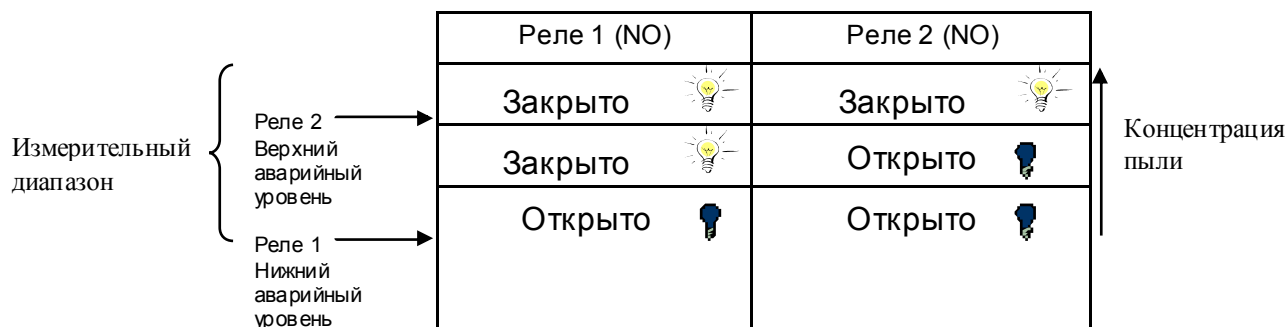 Реле 1 (NO)
Реле 2 (NO)
Закрыто
Закрыто
Закрыто
Открыто
Открыто
Открыто
Измерительный
диапазон
Реле 2
Верхний
аварийный
уровень
Реле 1
Нижний
аварийный
уровень
Концентрация
пыли